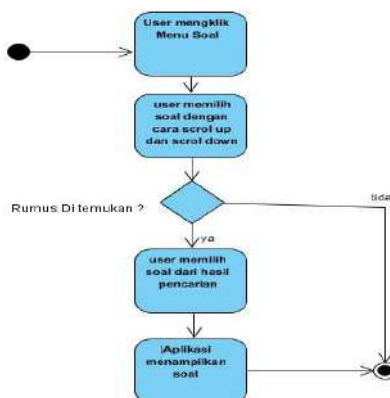 User mengklik
Menu Soal
user memilih
soal dengan
cara scrol up
dan scrol down
Rumus Di temukan ?
tida
ya
user memilih
soal dari hasil
pencarian
Aplikasi
menampilkan
soal